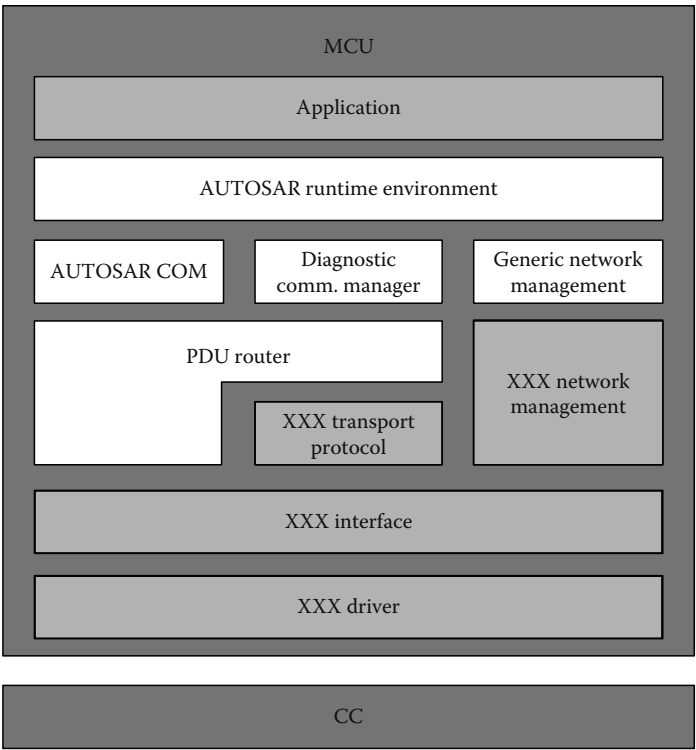 MCU
Application
AUTOSAR runtime environment
AUTOSAR COM
Diagnostic
comm. manager
Generic network
management
PDU router
XXX transport
protocol
XXX network
management
XXX interface
XXX driver
CC